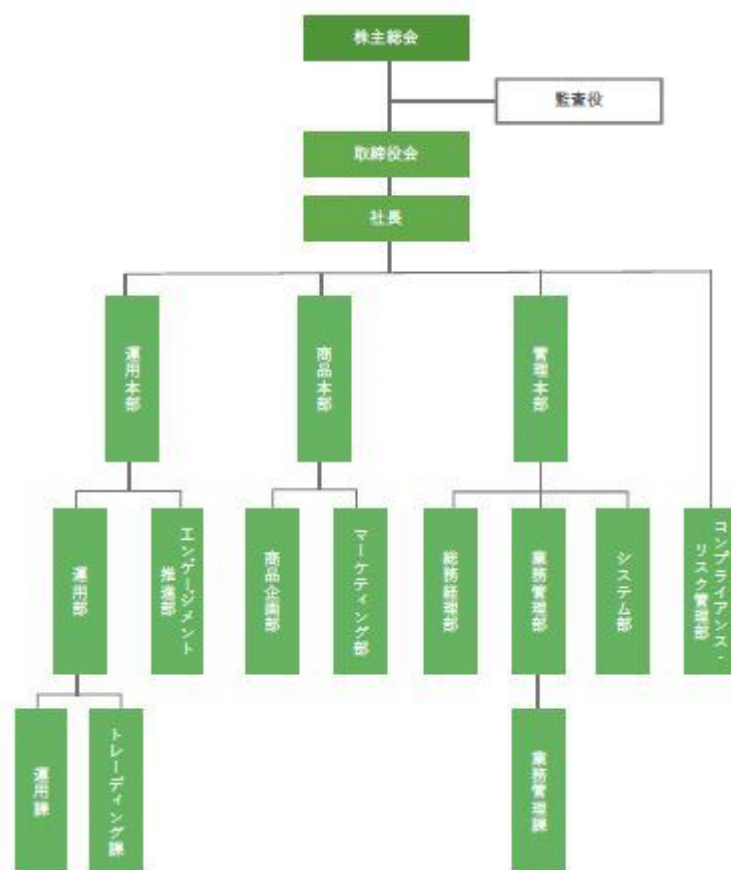 株主総会
監査役
取締役会
社長
運用本部
商品本部
管理本部
運用部
エンゲージメント
推進部
商品企画部
マーケティング部
総務経理部
業務管理部
システム部
コンプライアンス・
リスク管理部
運用課
トレーディング課
業務管理課